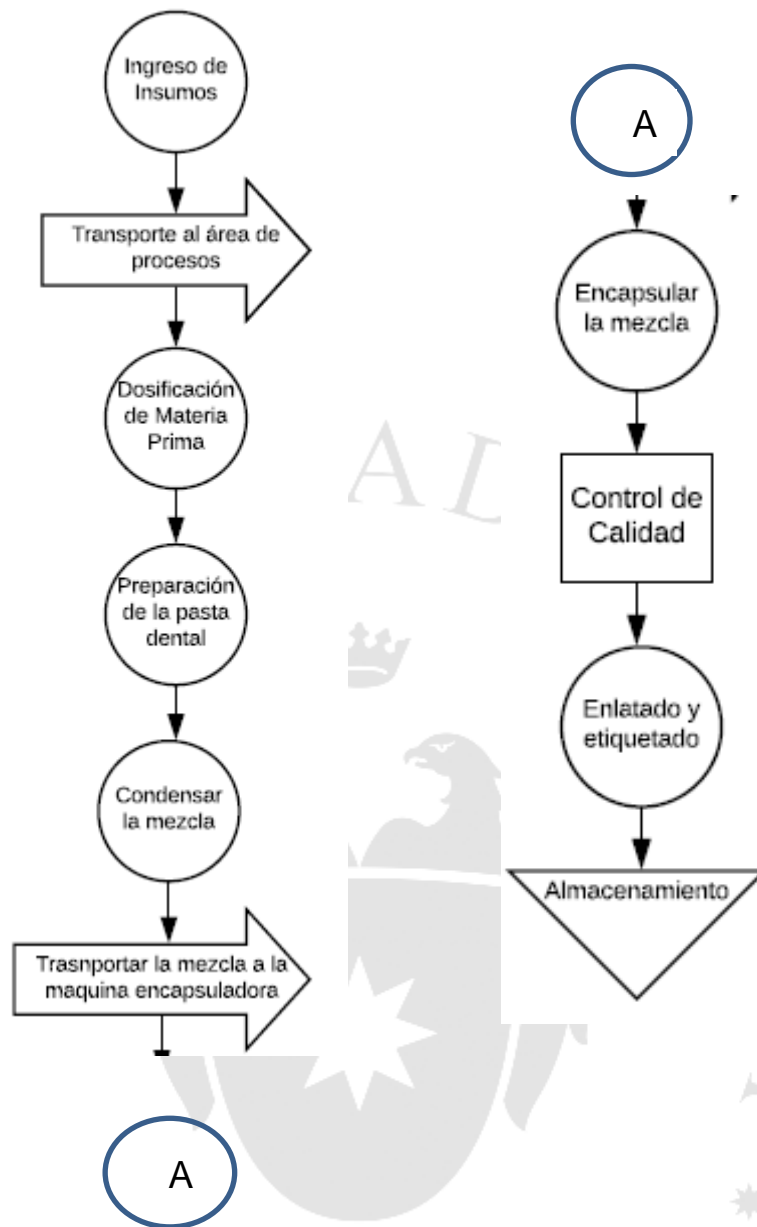 Ingreso de
Insumos
Transporte al área de
procesos
Dosificación
de Materia
Prima
Preparación
de la pasta
dental
Condensar
la mezcla
Trasnportar la mezcla a la
maquina encapsuladora
A
A
Encapsular
la mezcla
Control de
Calidad
Enlatado y
etiquetado
Almacenamiento